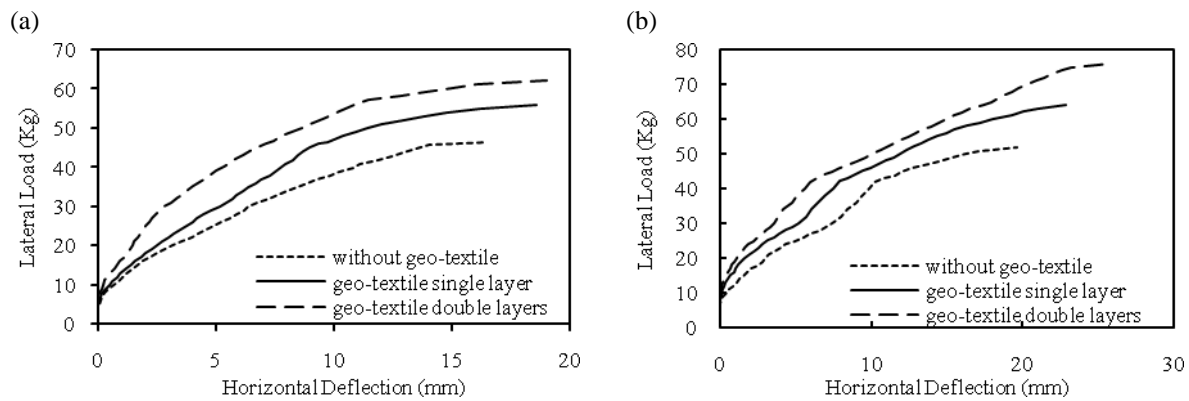 (a)
70
60
50
40
30
20
10
0
Lateral Load (Kg)
without geo-textile
geo-textile single layer
geo-textile double layers
0 5 10 15 20
Horizontal Deflection (mm)
(b)
80
70
60
50
40
30
20
10
0
Lateral Load (Kg)
without geo-textile
geo-textile single layer
geo-textile double layers
0 10 20 30
Horizontal Deflection (mm)